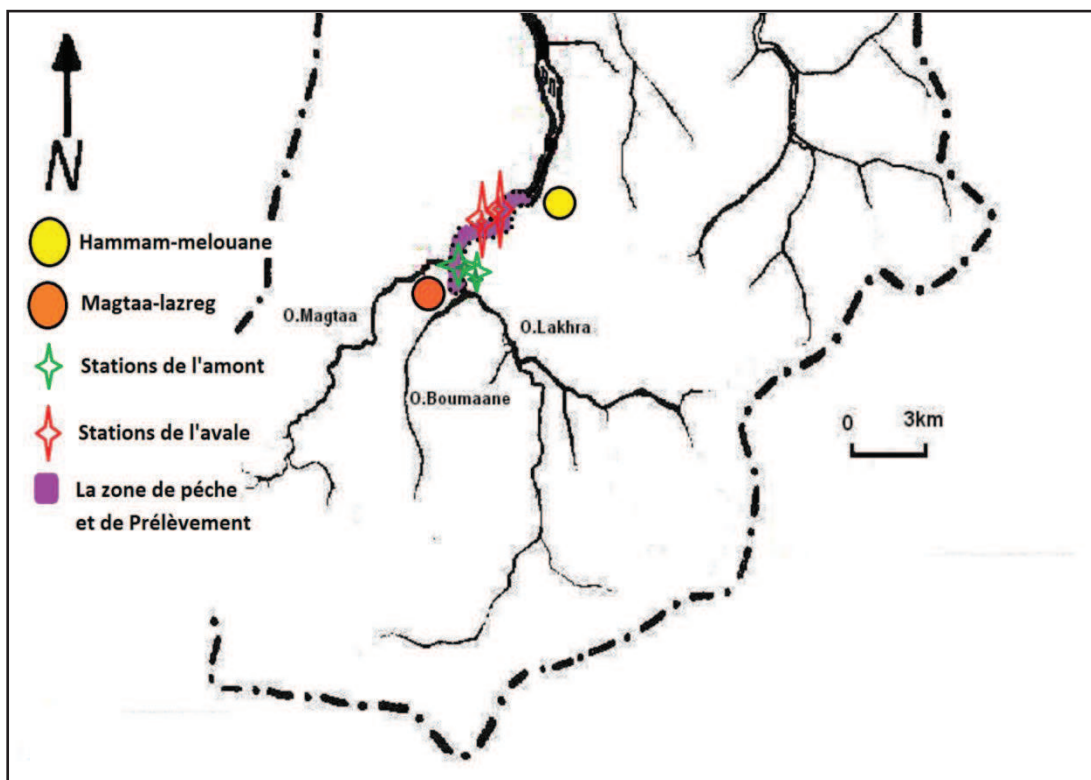 N
Hammam-melouane
Magtaa-lazreg
Stations de l'amont
Stations de l'avale
La zone de péche
et de Prélèvement
O.Magtaa
O.Lakhra
O.Boumaane
0 3km